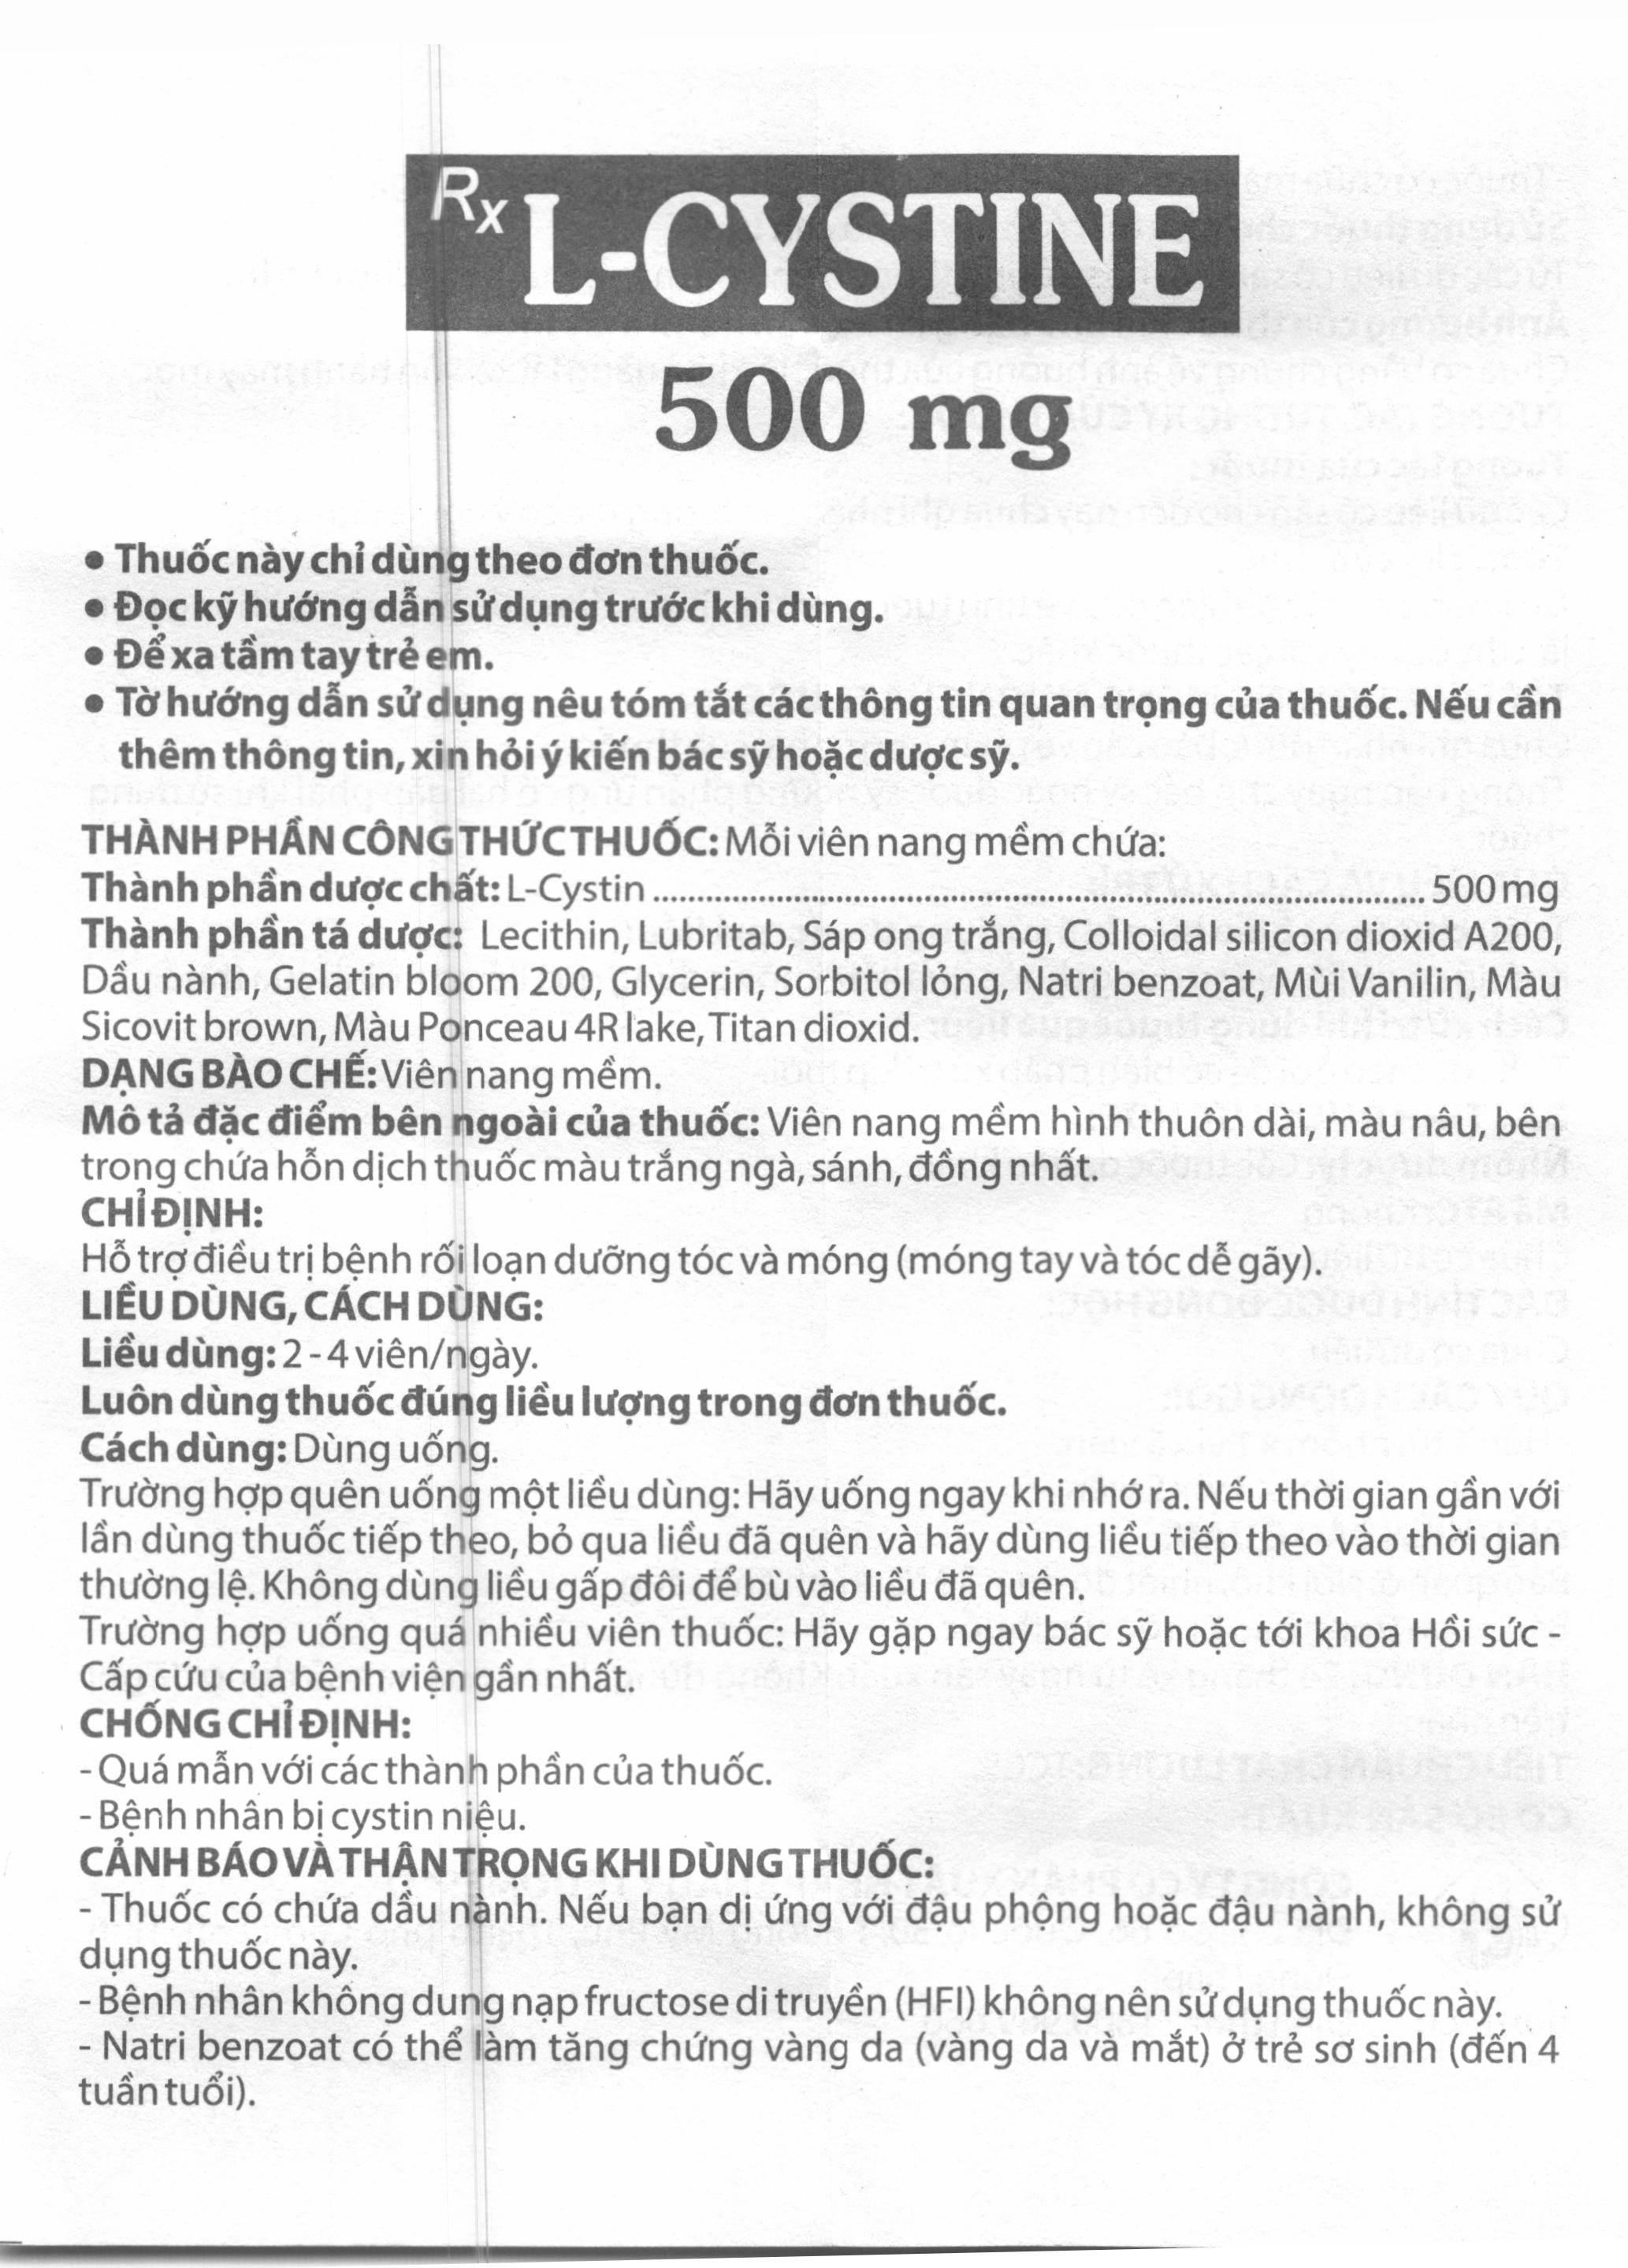 Rx L-CYSTINE
500 mg
● Thuốc này chỉ dùng theo đơn thuốc.
● Đọc kỹ hướng dẫn sử dụng trước khi dùng.
● Để xa tầm tay trẻ em.
● Tờ hướng dẫn sử dụng nêu tóm tắt các thông tin quan trọng của thuốc. Nếu cần
thêm thông tin, xin hỏi ý kiến bác sỹ hoặc dược sỹ.
THÀNH PHẦN CÔNG THỨC THUỐC: Mỗi viên nang mềm chứa:
Thành phần dược chất: L-Cystin ........................................................................................ 500 mg
Thành phần tá dược: Lecithin, Lubritab, Sáp ong trắng, Colloidal silicon dioxid A200,
Dầu nành, Gelatin bloom 200, Glycerin, Sorbitol lỏng, Natri benzoat, Mùi Vanilin, Màu
Sicovit brown, Màu Ponceau 4R lake, Titan dioxid.
DẠNG BÀO CHẾ: Viên nang mềm.
Mô tả đặc điểm bên ngoài của thuốc: Viên nang mềm hình thuôn dài, màu nâu, bên
trong chứa hỗn dịch thuốc màu trắng ngà, sánh, đồng nhất.
CHỈ ĐỊNH:
Hỗ trợ điều trị bệnh rối loạn dưỡng tóc và móng (móng tay và tóc dễ gãy).
LIỀU DÙNG, CÁCH DÙNG:
Liều dùng: 2 - 4 viên/ngày.
Luôn dùng thuốc đúng liều lượng trong đơn thuốc.
Cách dùng: Dùng uống.
Trường hợp quên uống một liều dùng: Hãy uống ngay khi nhớ ra. Nếu thời gian gần với
lần dùng thuốc tiếp theo, bỏ qua liều đã quên và hãy dùng liều tiếp theo vào thời gian
thường lệ. Không dùng liều gấp đôi để bù vào liều đã quên.
Trường hợp uống quá nhiều viên thuốc: Hãy gặp ngay bác sỹ hoặc tới khoa Hồi sức -
Cấp cứu của bệnh viện gần nhất.
CHỐNG CHỈ ĐỊNH:
- Quá mẫn với các thành phần của thuốc.
- Bệnh nhân bị cystin niệu.
CẢNH BÁO VÀ THẬN TRỌNG KHI DÙNG THUỐC:
- Thuốc có chứa dầu nành. Nếu bạn dị ứng với đậu phộng hoặc đậu nành, không sử
dụng thuốc này.
- Bệnh nhân không dung nạp fructose di truyền (HFI) không nên sử dụng thuốc này.
- Natri benzoat có thể làm tăng chứng vàng da (vàng da và mắt) ở trẻ sơ sinh (đến 4
tuần tuổi).